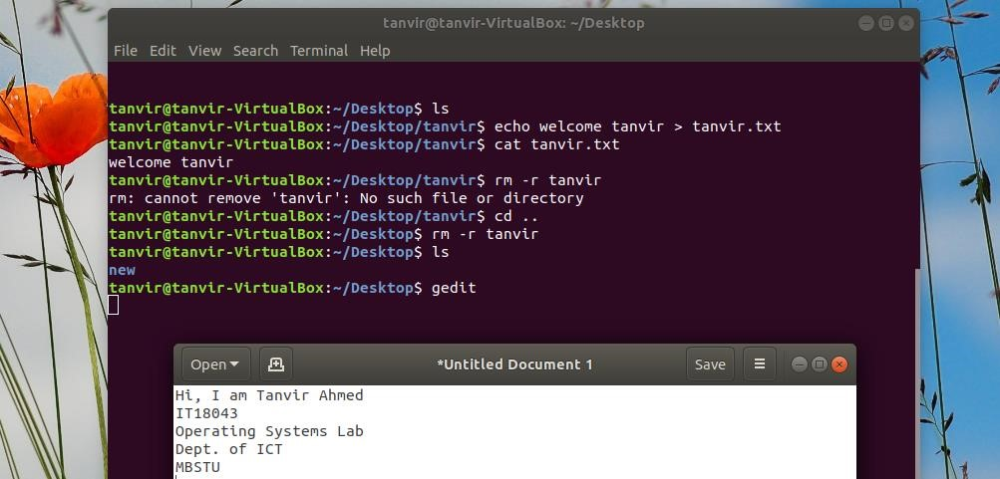 tanvir@tanvir-VirtualBox: ~/Desktop
File Edit View Search Terminal Help
tanvir@tanvir-VirtualBox:~/Desktop$ ls
tanvir@tanvir-VirtualBox:~/Desktop/tanvir$ echo welcome tanvir > tanvir.txt
tanvir@tanvir-VirtualBox:~/Desktop/tanvir$ cat tanvir.txt
welcome tanvir
tanvir@tanvir-VirtualBox:~/Desktop/tanvir$ rm -r tanvir
rm: cannot remove 'tanvir': No such file or directory
tanvir@tanvir-VirtualBox:~/Desktop/tanvir$ cd ..
tanvir@tanvir-VirtualBox:~/Desktop$ rm -r tanvir
tanvir@tanvir-VirtualBox:~/Desktop$ ls
new
tanvir@tanvir-VirtualBox:~/Desktop$ gedit
Open *Untitled Document 1 Save
Hi, I am Tanvir Ahmed
IT18043
Operating Systems Lab
Dept. of ICT
MBSTU